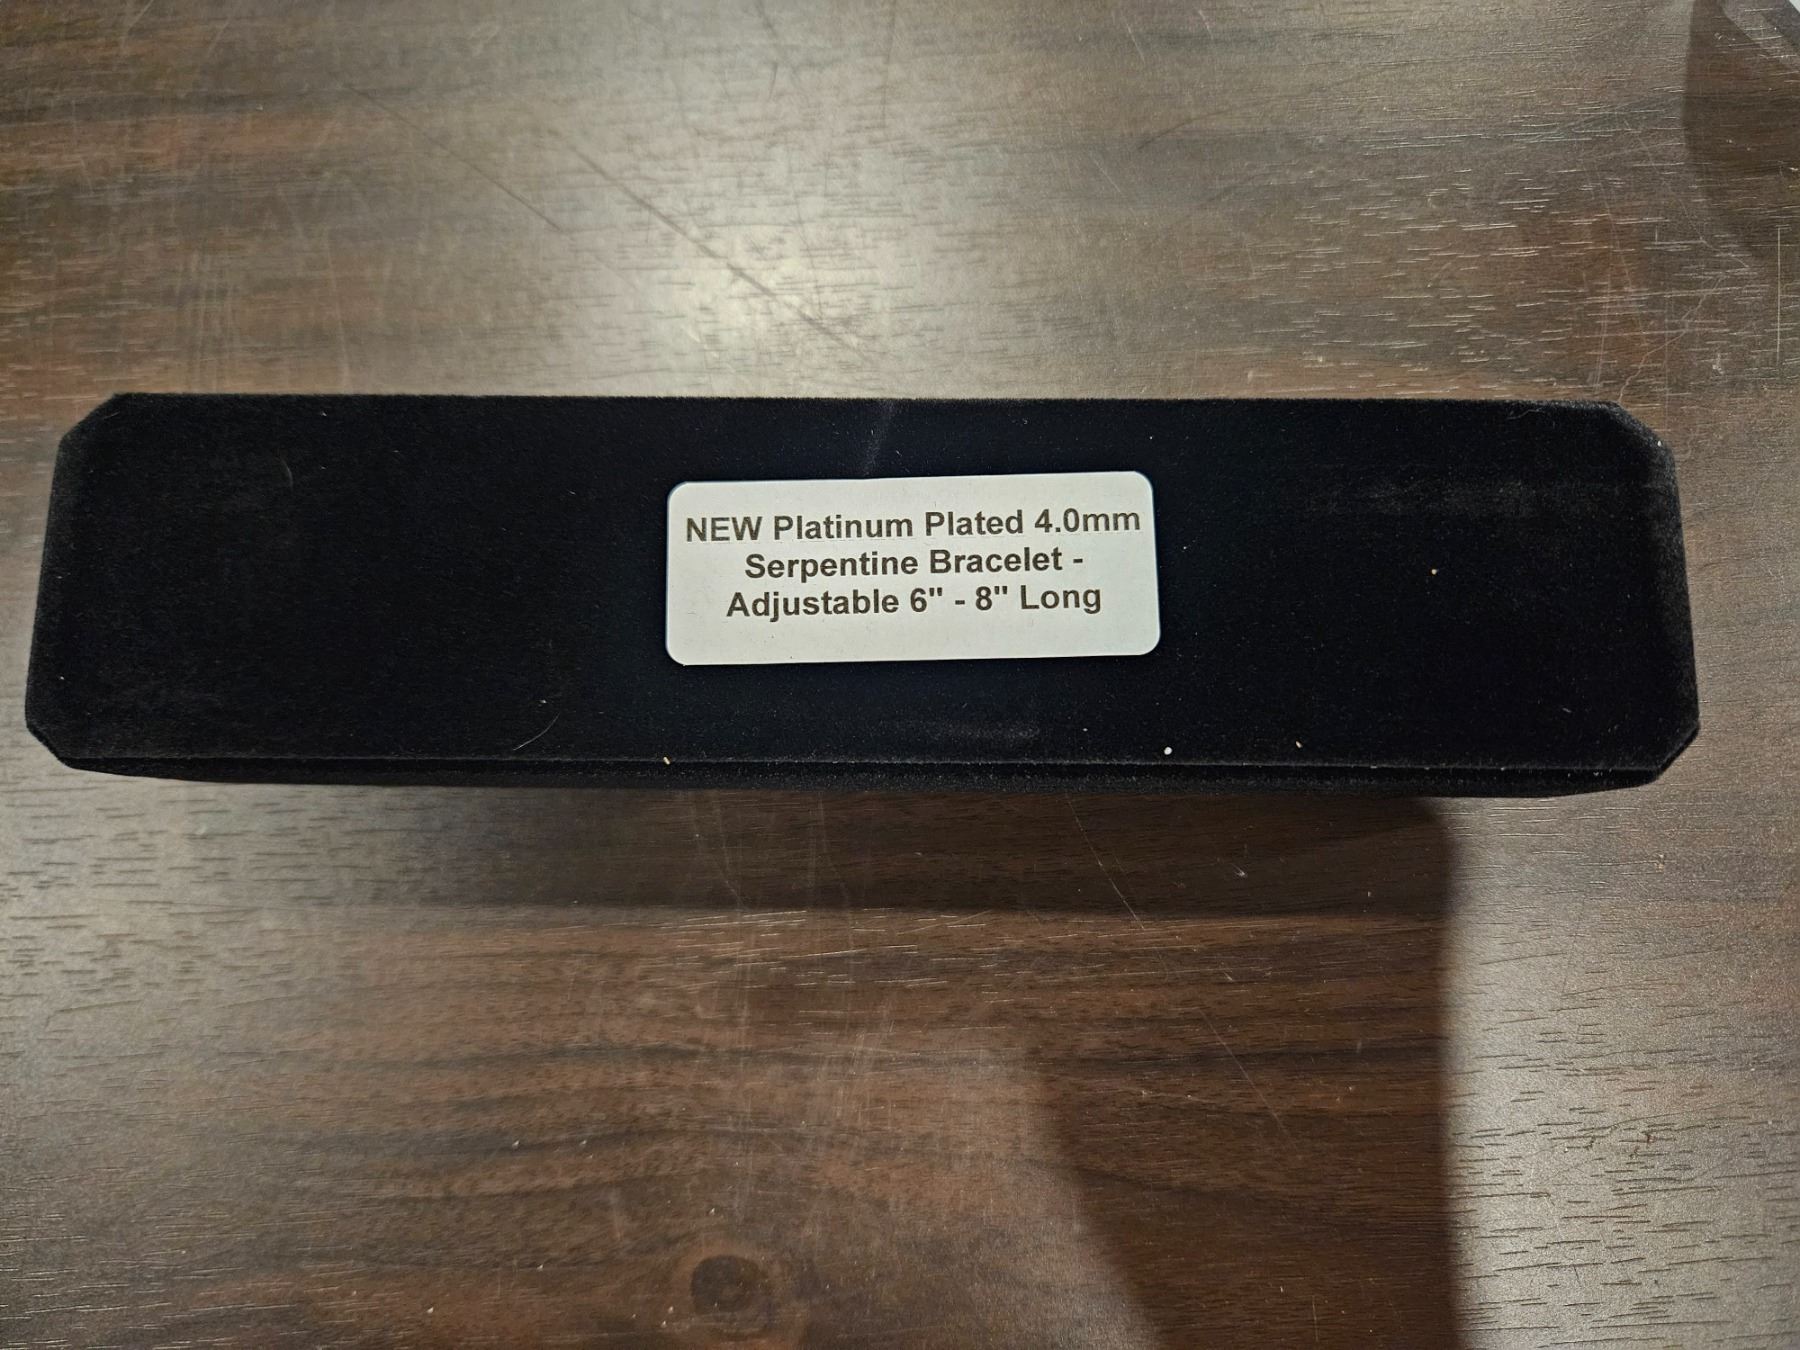 NEW Platinum Plated 4.0mm
Serpentine Bracelet -
Adjustable 6" - 8" Long